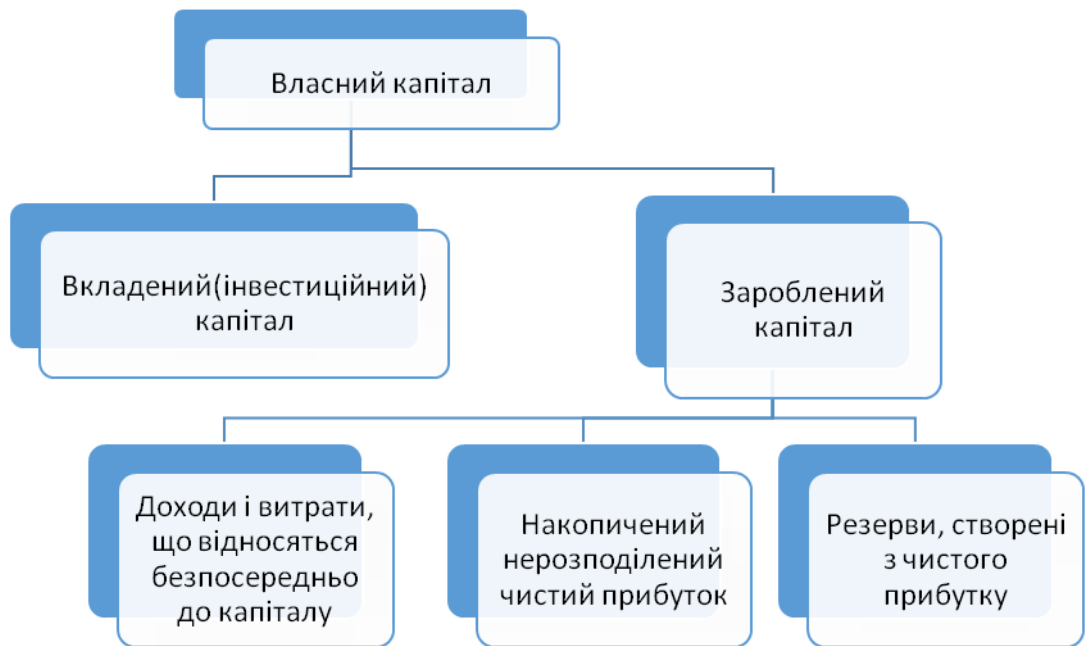 Власний капітал
Вкладений(інвестиційний)
капітал
Зароблений
капітал
Доходи і витрати,
що відносяться
безпосередньо
до капіталу
Накопичений
нерозподілений
чистий прибуток
Резерви, створені
з чистого
прибутку